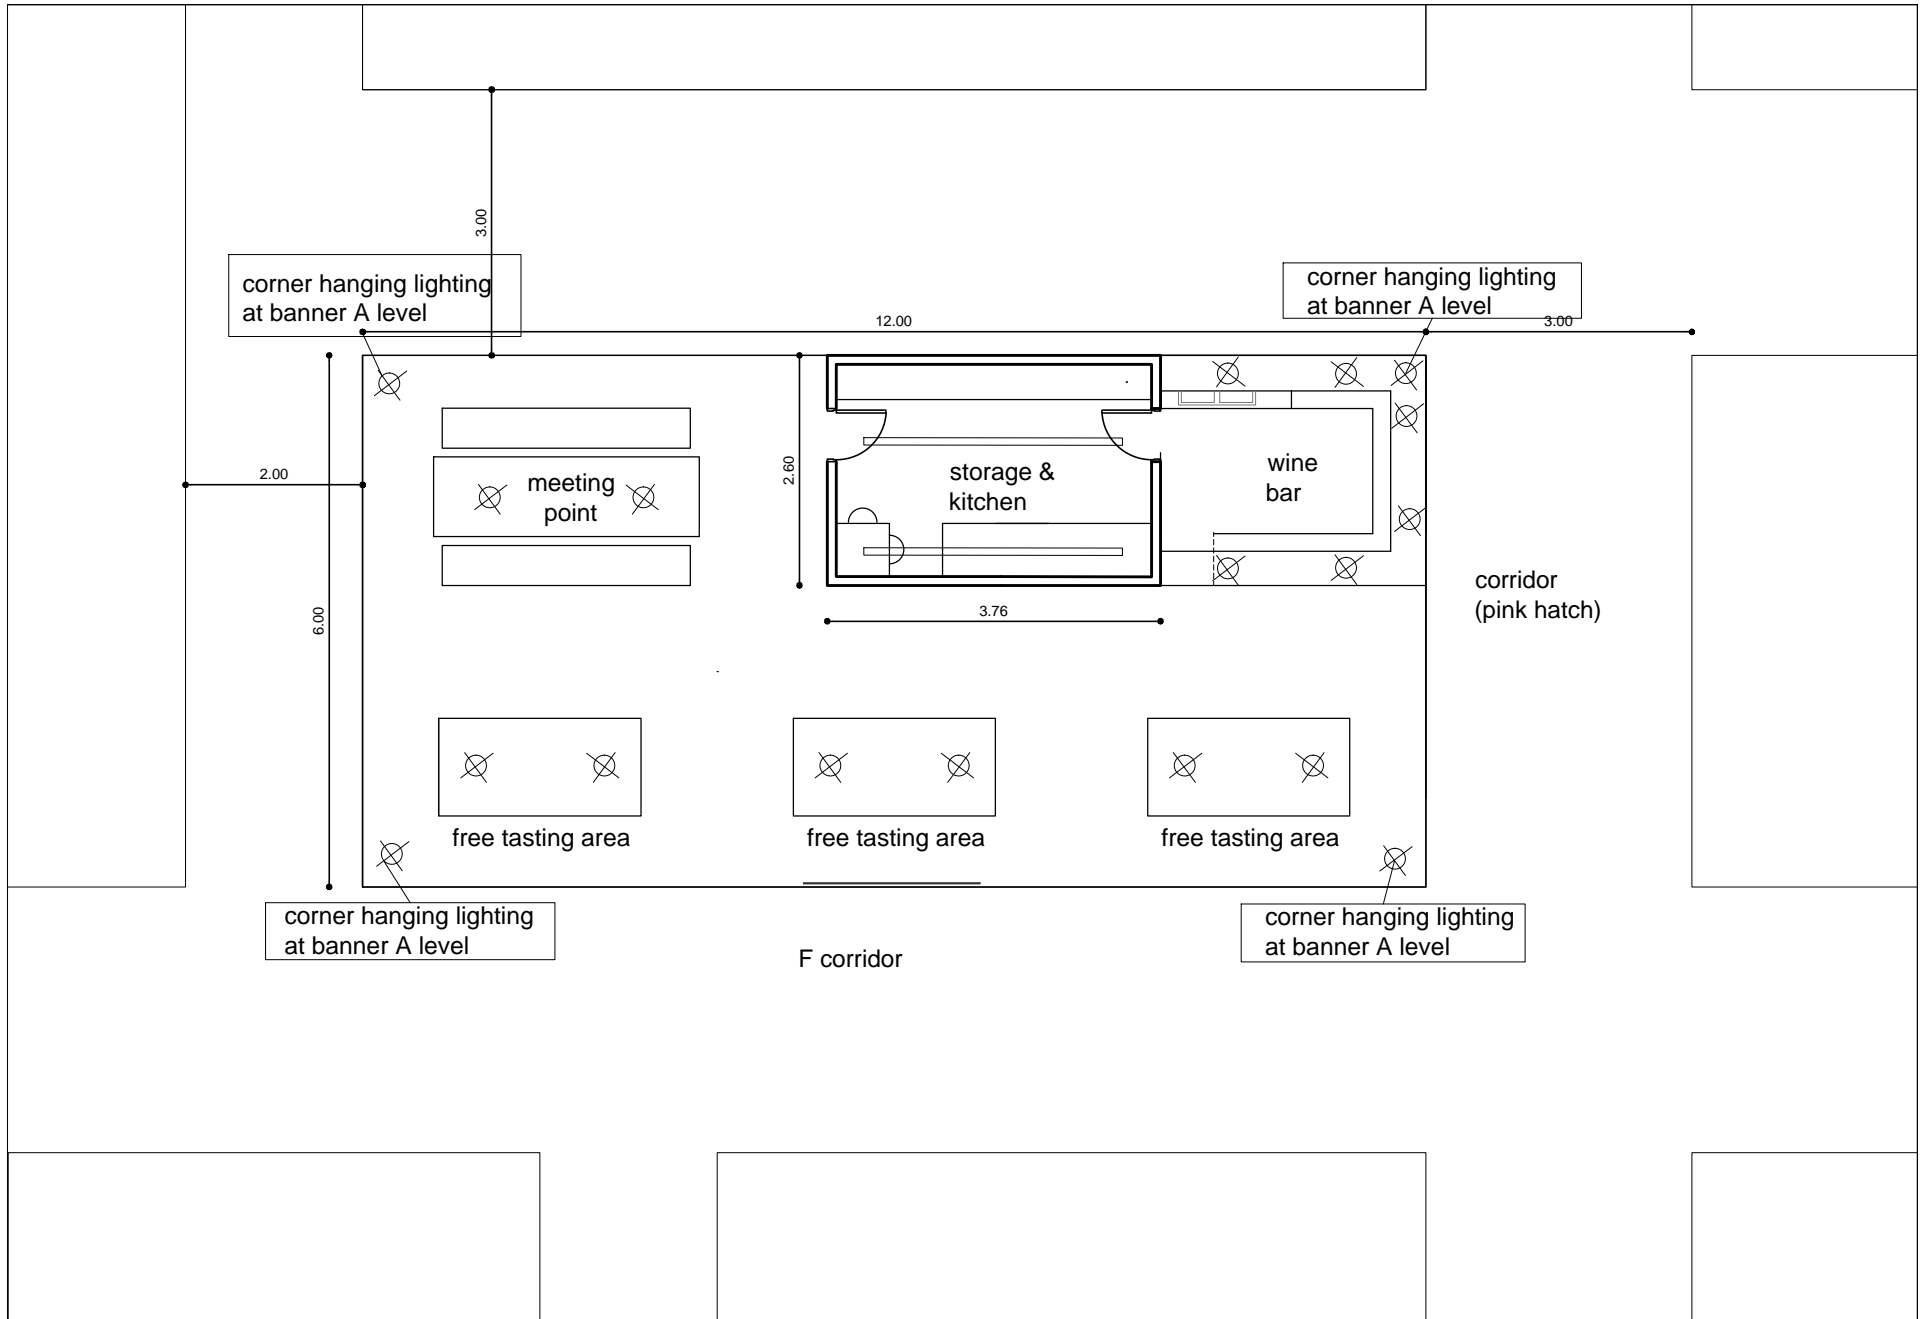 3.00
corner hanging lighting
at banner A level
corner hanging lighting
at banner A level
12.00
3.00
2.00
meeting
point
2.60
storage &
kitchen
wine
bar
6.00
3.76
corridor
(pink hatch)
free tasting area
free tasting area
free tasting area
corner hanging lighting
at banner A level
F corridor
corner hanging lighting
at banner A level